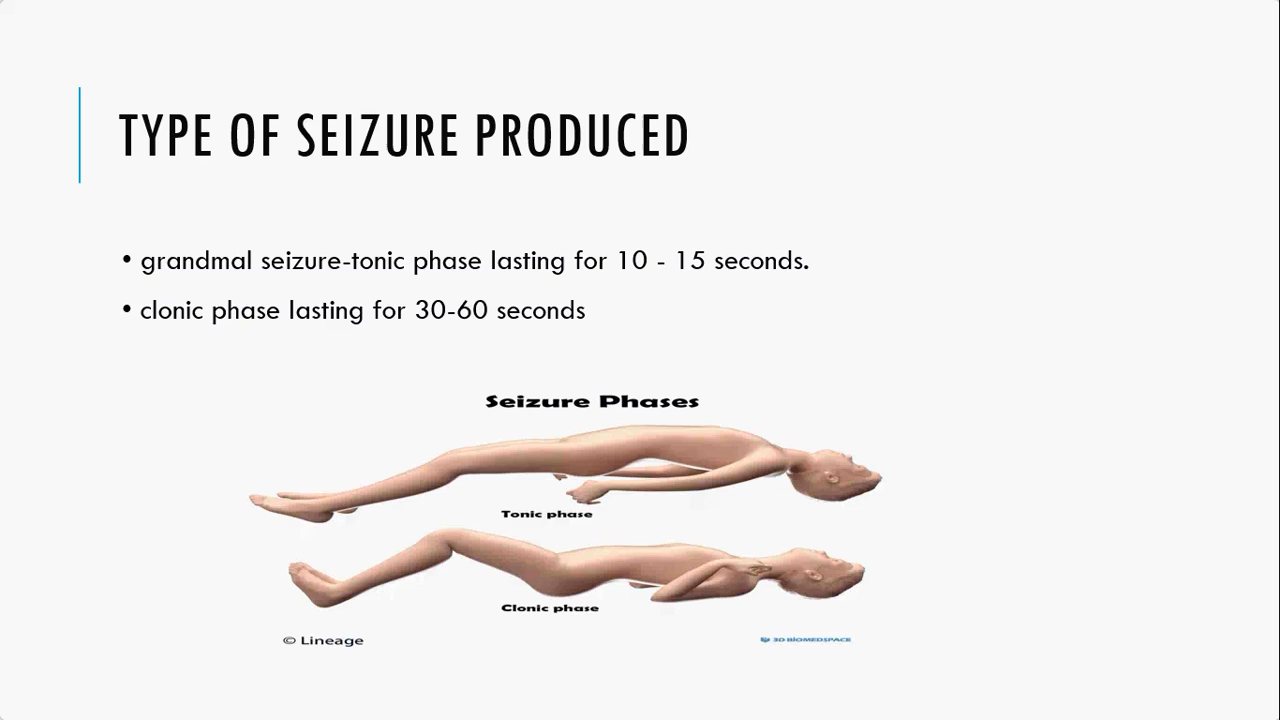 TYPE OF SEIZURE PRODUCED
• grandmal seizure-tonic phase lasting for 10 - 15 seconds.
• clonic phase lasting for 30-60 seconds
Seizure Phases
Tonic phase
Clonic phase
© Lineage
3D BIOMEDSPACE